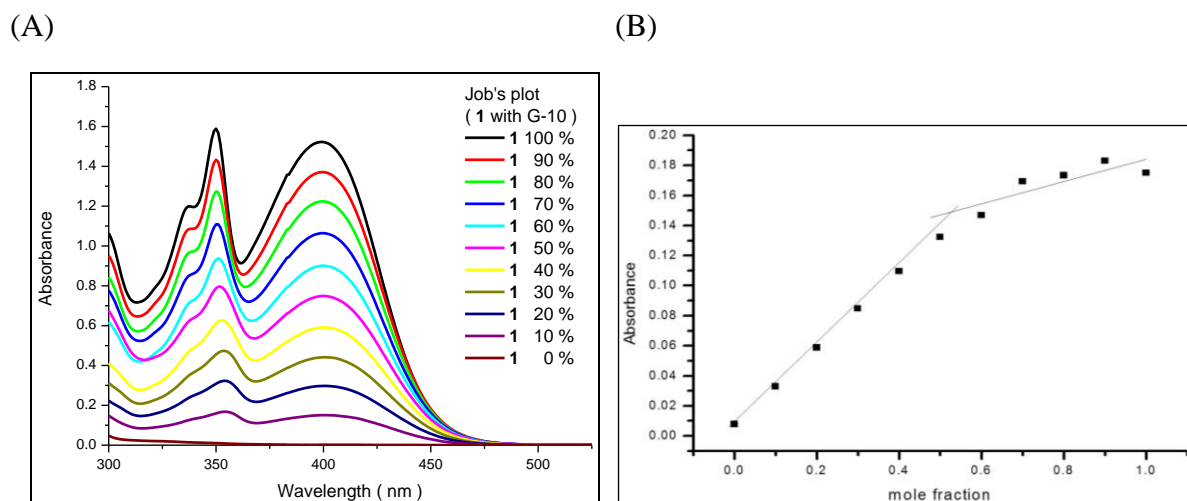 (A)
(B)
1.8
1.6
1.4
1.2
1.0
0.8
0.6
0.4
0.2
0.0
Absorbance
300
350
400
450
500
Wavelength ( nm )
Job's plot
( 1 with G-10 )
1 100 %
1 90 %
1 80 %
1 70 %
1 60 %
1 50 %
1 40 %
1 30 %
1 20 %
1 10 %
1 0 %
0.20
0.18
0.16
0.14
0.12
0.10
0.08
0.06
0.04
0.02
0.00
Absorbance
0.0
0.2
0.4
0.6
0.8
1.0
mole fraction